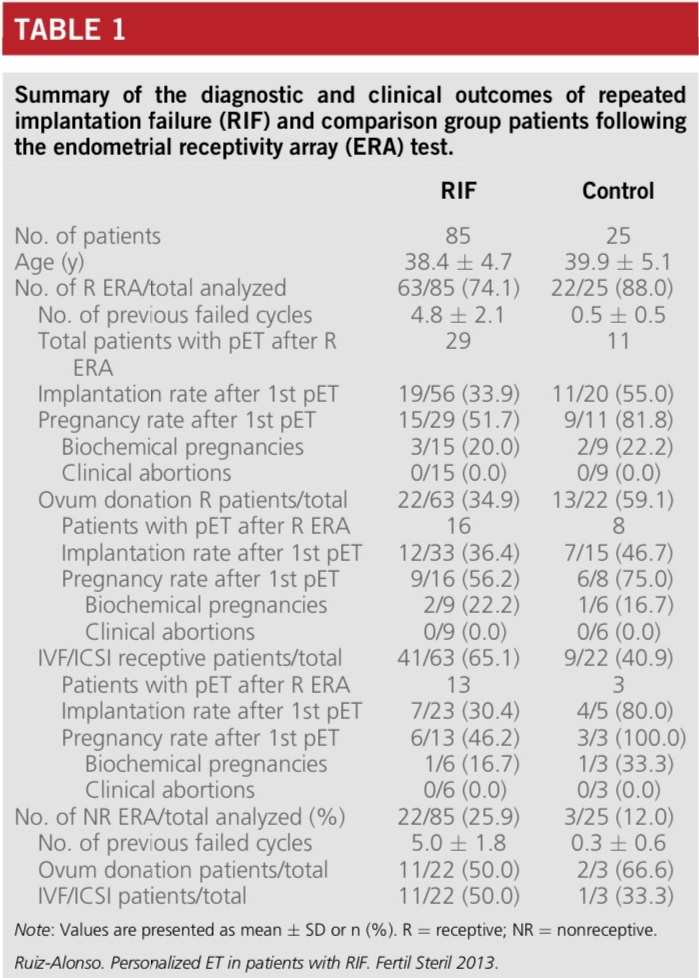 TABLE 1
Summary of the diagnostic and clinical outcomes of repeated
implantation failure (RIF) and comparison group patients following
the endometrial receptivity array (ERA) test.
RIF Control
No. of patients 85 25
Age (y) 38.4 ± 4.7 39.9 ± 5.1
No. of R ERA/total analyzed 63/85 (74.1) 22/25 (88.0)
No. of previous failed cycles 4.8 ± 2.1 0.5 ± 0.5
Total patients with pET after R 29 11
ERA
Implantation rate after 1st pET 19/56 (33.9) 11/20 (55.0)
Pregnancy rate after 1st pET 15/29 (51.7) 9/11 (81.8)
Biochemical pregnancies 3/15 (20.0) 2/9 (22.2)
Clinical abortions 0/15 (0.0) 0/9 (0.0)
Ovum donation R patients/total 22/63 (34.9) 13/22 (59.1)
Patients with pET after R ERA 16 8
Implantation rate after 1st pET 12/33 (36.4) 7/15 (46.7)
Pregnancy rate after 1st pET 9/16 (56.2) 6/8 (75.0)
Biochemical pregnancies 2/9 (22.2) 1/6 (16.7)
Clinical abortions 0/9 (0.0) 0/6 (0.0)
IVF/ICSI receptive patients/total 41/63 (65.1) 9/22 (40.9)
Patients with pET after R ERA 13 3
Implantation rate after 1st pET 7/23 (30.4) 4/5 (80.0)
Pregnancy rate after 1st pET 6/13 (46.2) 3/3 (100.0)
Biochemical pregnancies 1/6 (16.7) 1/3 (33.3)
Clinical abortions 0/6 (0.0) 0/3 (0.0)
No. of NR ERA/total analyzed (%) 22/85 (25.9) 3/25 (12.0)
No. of previous failed cycles 5.0 ± 1.8 0.3 ± 0.6
Ovum donation patients/total 11/22 (50.0) 2/3 (66.6)
IVF/ICSI patients/total 11/22 (50.0) 1/3 (33.3)
Note: Values are presented as mean ± SD or n (%). R = receptive; NR = nonreceptive.
Ruiz-Alonso. Personalized ET in patients with RIF. Fertil Steril 2013.